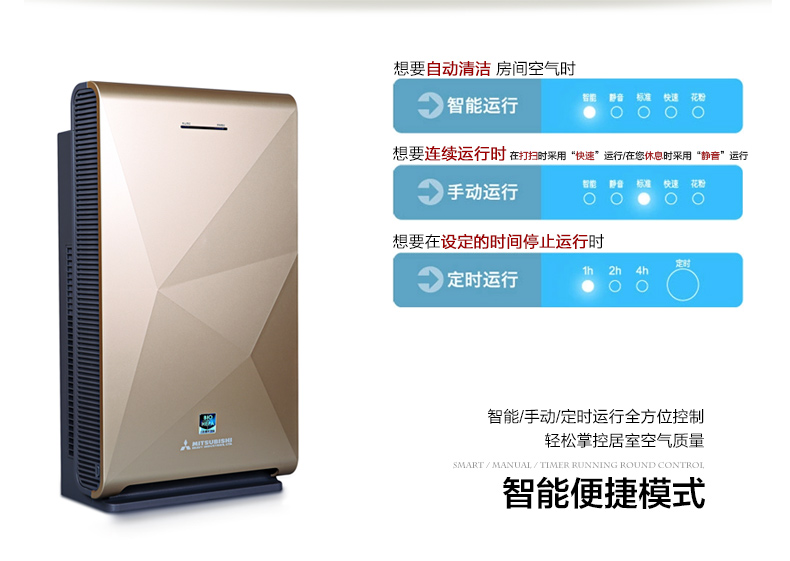 想要自动清洁 房间空气时
智能运行
智能 静音 标准 快速 花粉
想要连续运行时 在打扫时采用“快速”运行/在您休息时采用“静音”运行
手动运行
智能 静音 标准 快速 花粉
想要在设定的时间停止运行时
定时运行
1h 2h 4h 定时
BIO
HEPA
MITSUBISHI
智能/手动/定时运行全方位控制
轻松掌控居室空气质量
SMART / MANUAL / TIMER RUNNING ROUND CONTROL
智能便捷模式